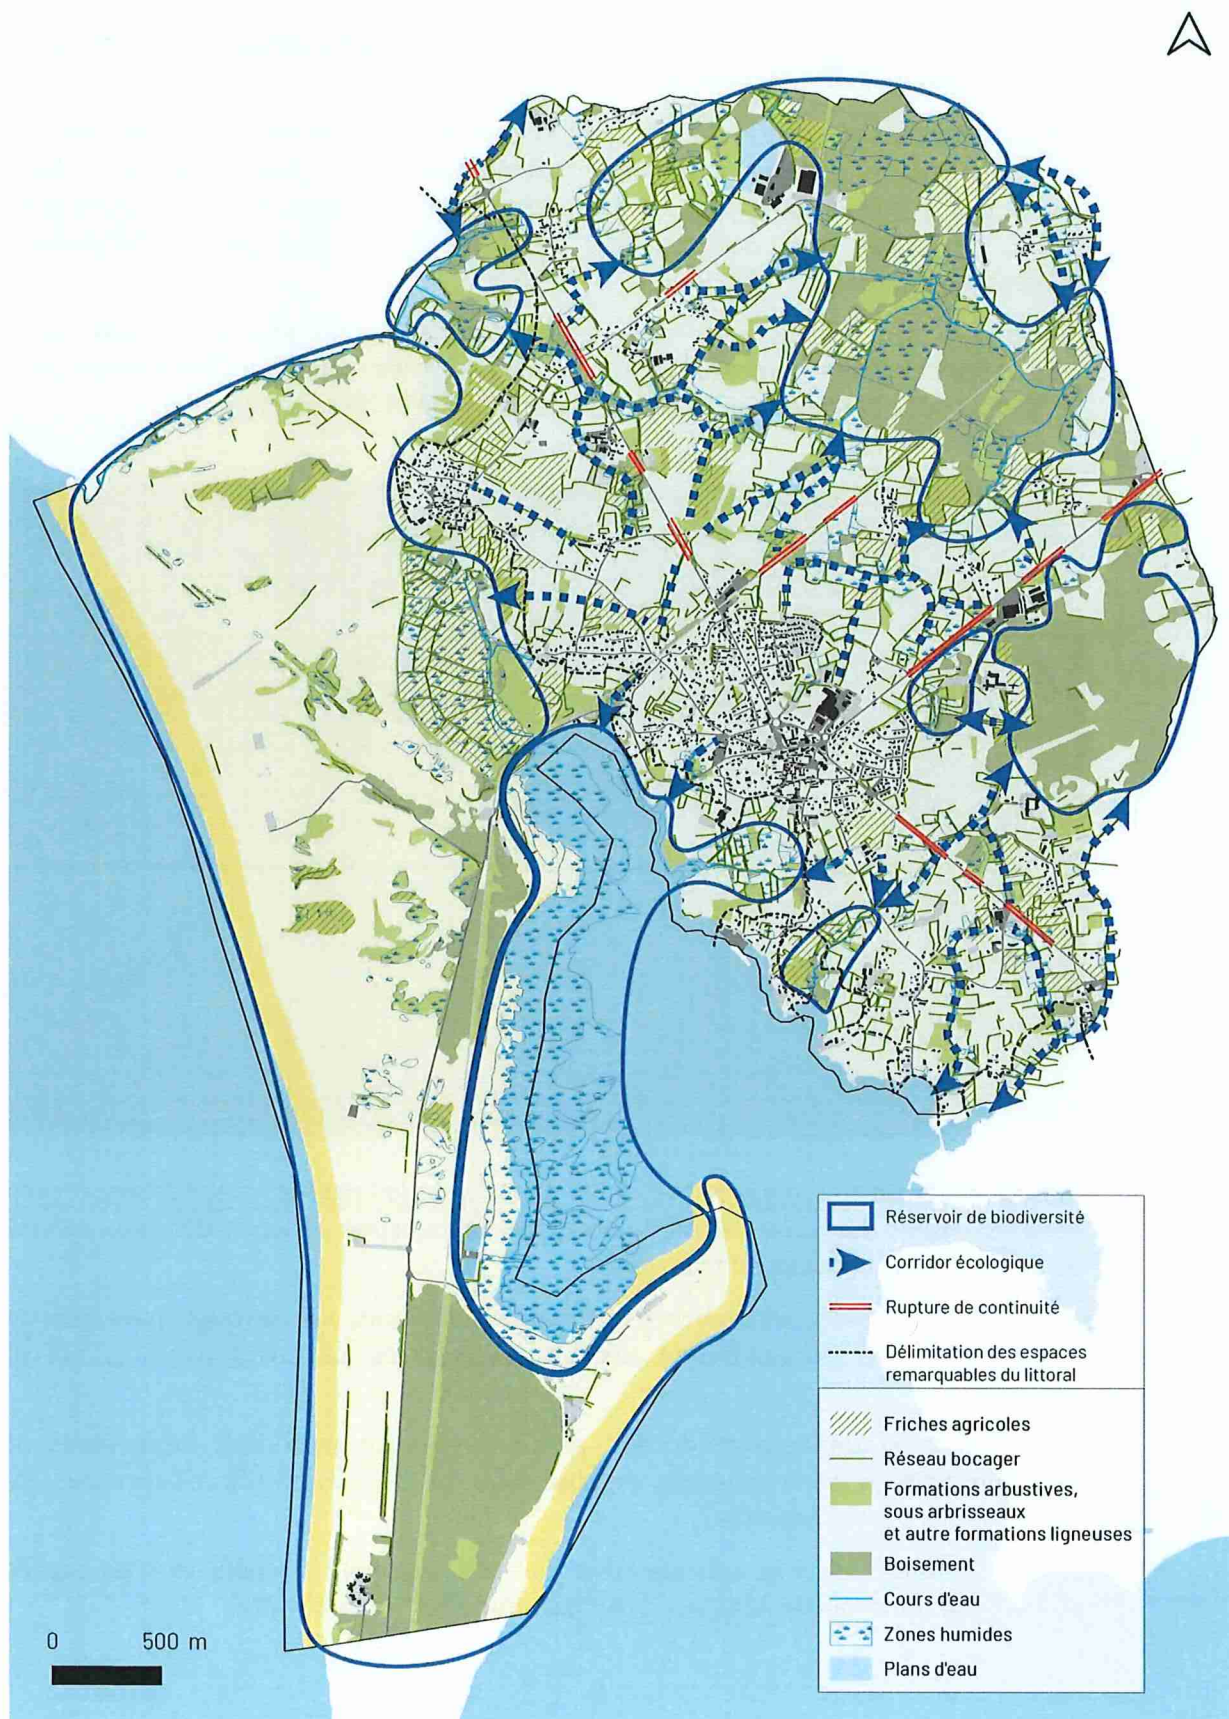 Réservoir de biodiversité
Corridor écologique
Rupture de continuité
Délimitation des espaces
remarquables du littoral
Friches agricoles
Réseau bocager
Formations arbustives,
sous arbrisseaux
et autre formations ligneuses
Boisement
Cours d'eau
Zones humides
Plans d'eau
0 500 m